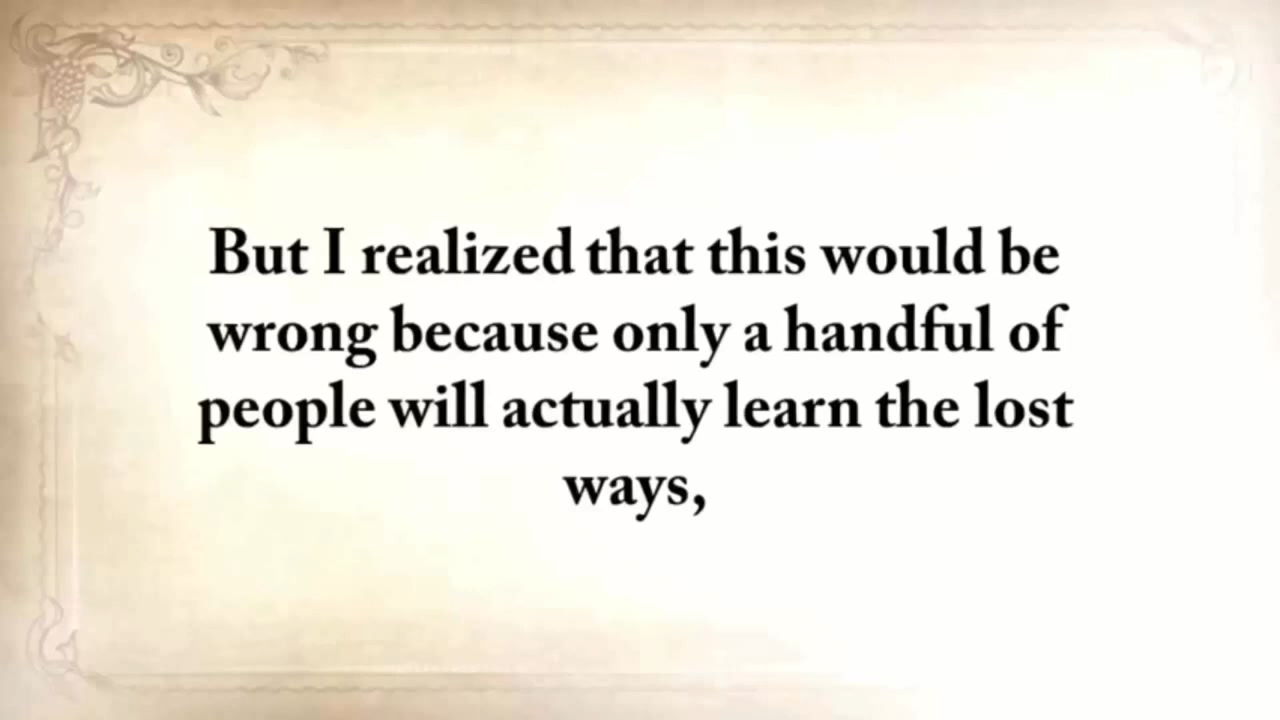 But I realized that this would be
wrong because only a handful of
people will actually learn the lost
ways,